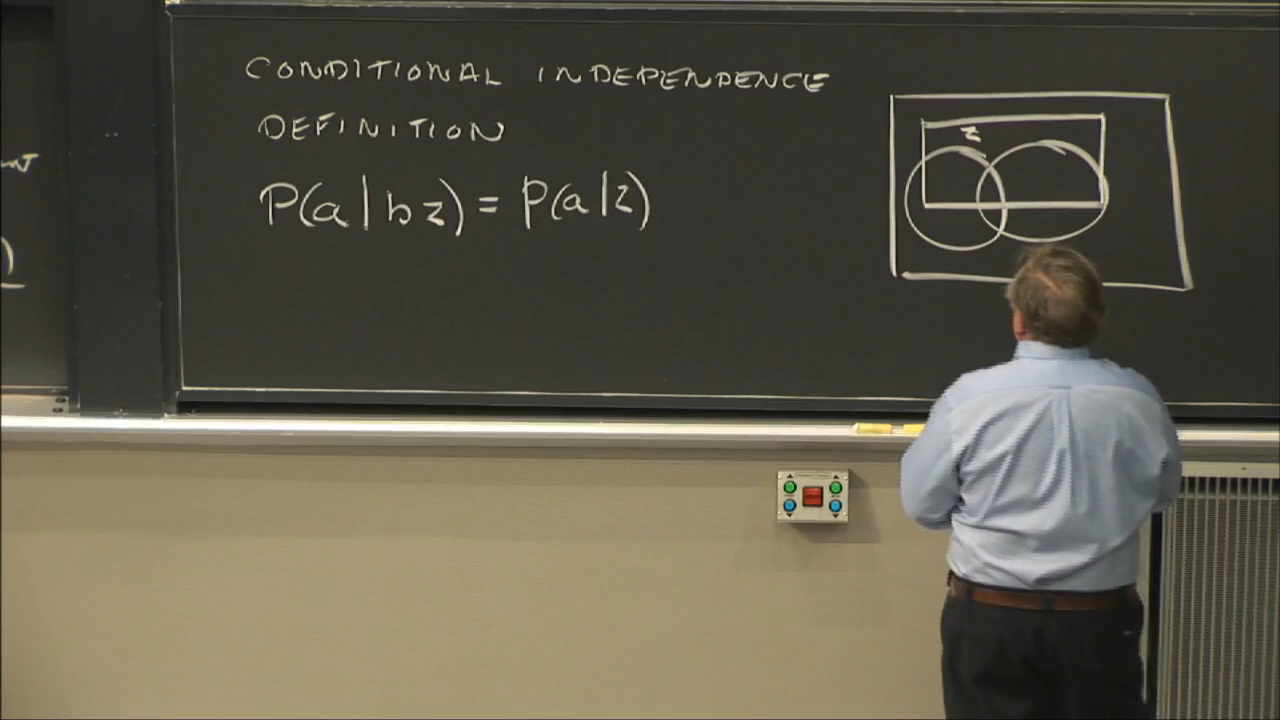 CONDITIONAL INDEPENDENCE
DEFINITION
P(a|bz) = P(a|z)
z